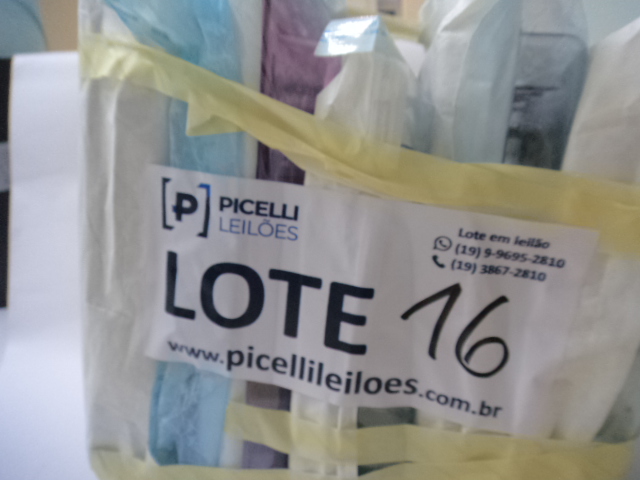 [P] PICELLI
LEILÕES
Lote em leilão
(19) 9-9695-2810
(19) 3867-2810
LOTE 16
www.picellileiloes.com.br